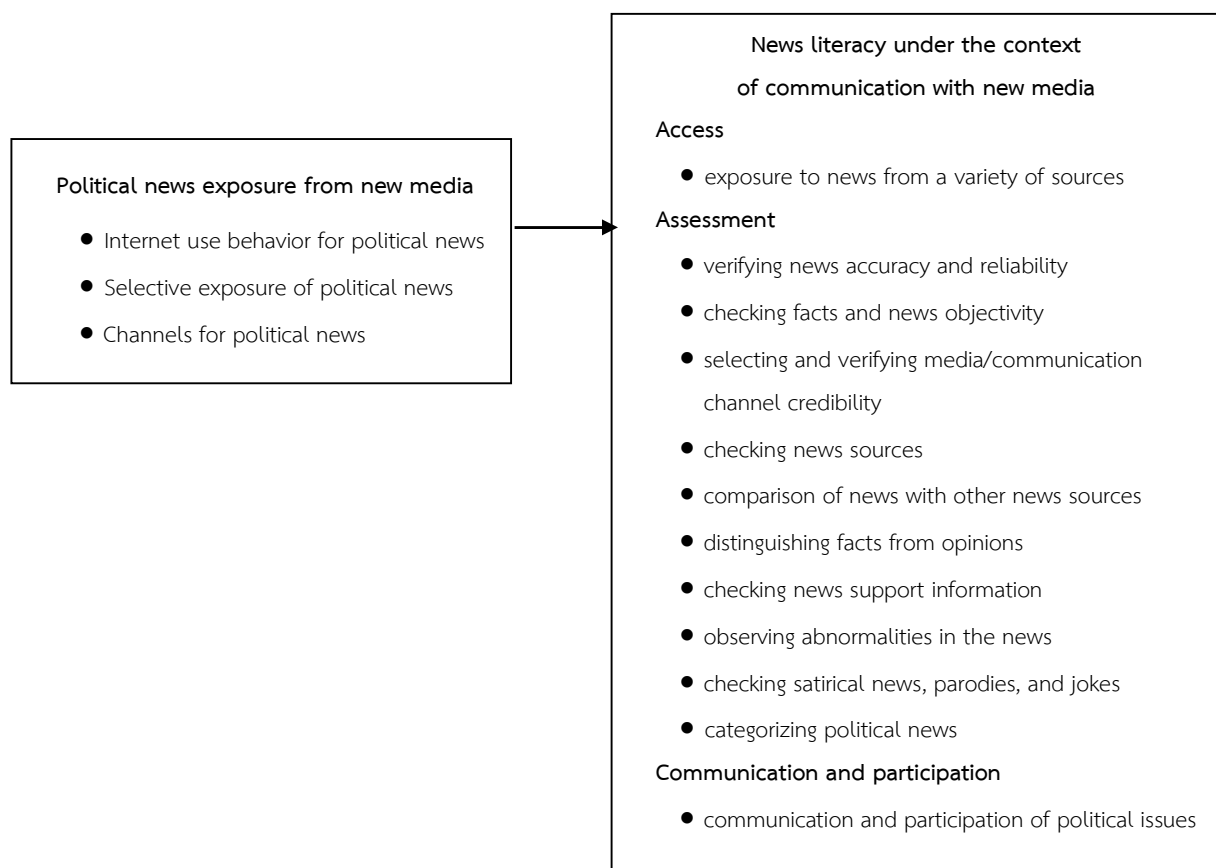 Political news exposure from new media
● Internet use behavior for political news
● Selective exposure of political news
● Channels for political news
News literacy under the context
of communication with new media
Access
● exposure to news from a variety of sources
Assessment
● verifying news accuracy and reliability
● checking facts and news objectivity
● selecting and verifying media/communication
channel credibility
● checking news sources
● comparison of news with other news sources
● distinguishing facts from opinions
● checking news support information
● observing abnormalities in the news
● checking satirical news, parodies, and jokes
● categorizing political news
Communication and participation
● communication and participation of political issues